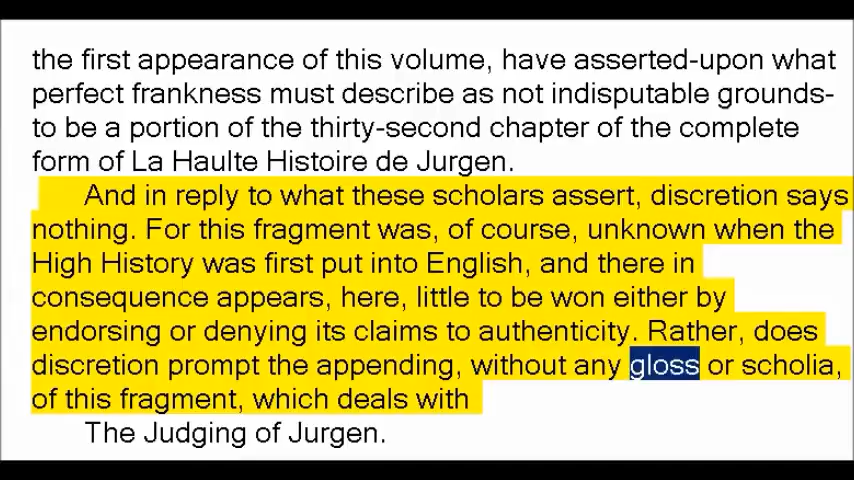 the first appearance of this volume, have asserted-upon what
perfect frankness must describe as not indisputable grounds-
to be a portion of the thirty-second chapter of the complete
form of La Haulte Histoire de Jurgen.
And in reply to what these scholars assert, discretion says
nothing. For this fragment was, of course, unknown when the
High History was first put into English, and there in
consequence appears, here, little to be won either by
endorsing or denying its claims to authenticity. Rather, does
discretion prompt the appending, without any gloss or scholia,
of this fragment, which deals with
The Judging of Jurgen.